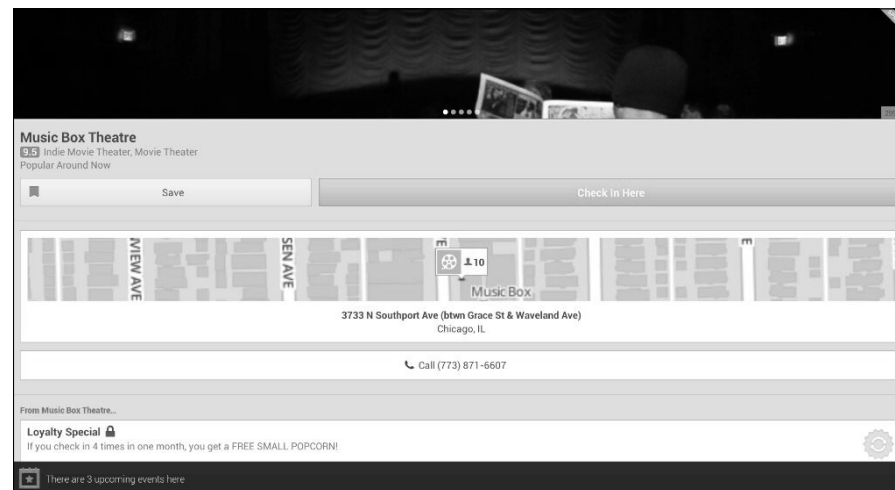 Music Box Theatre
9.5 Indie Movie Theater, Movie Theater
Popular Around Now
Save
Check In Here
VIEW AVE
SEN AVE
10
Music Box
3733 N Southport Ave (btwn Grace St & Waveland Ave)
Chicago, IL
Call (773) 871-6607
From Music Box Theatre...
Loyalty Special
If you check in 4 times in one month, you get a FREE SMALL POPCORN!
There are 3 upcoming events here